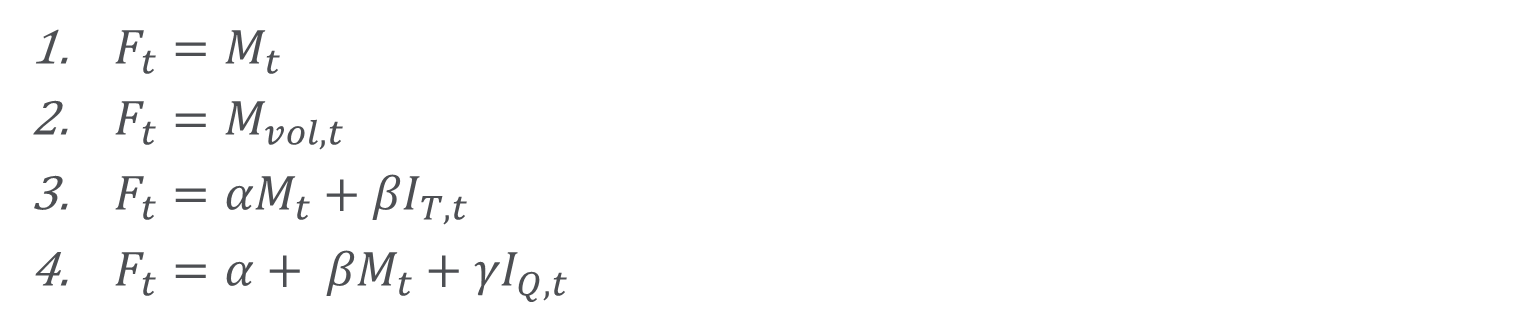 1. F_t = M_t
2. F_t = M_{vol,t}
3. F_t = αM_t + βI_{T,t}
4. F_t = α + βM_t + γI_{Q,t}